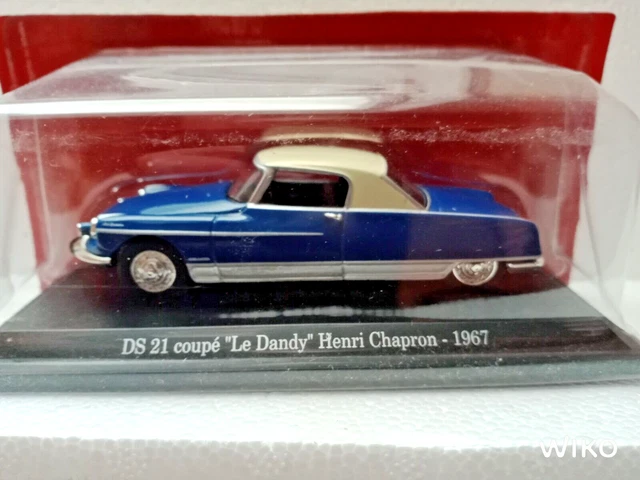 DS 21 coupé "Le Dandy" Henri Chapron - 1967
WIKO